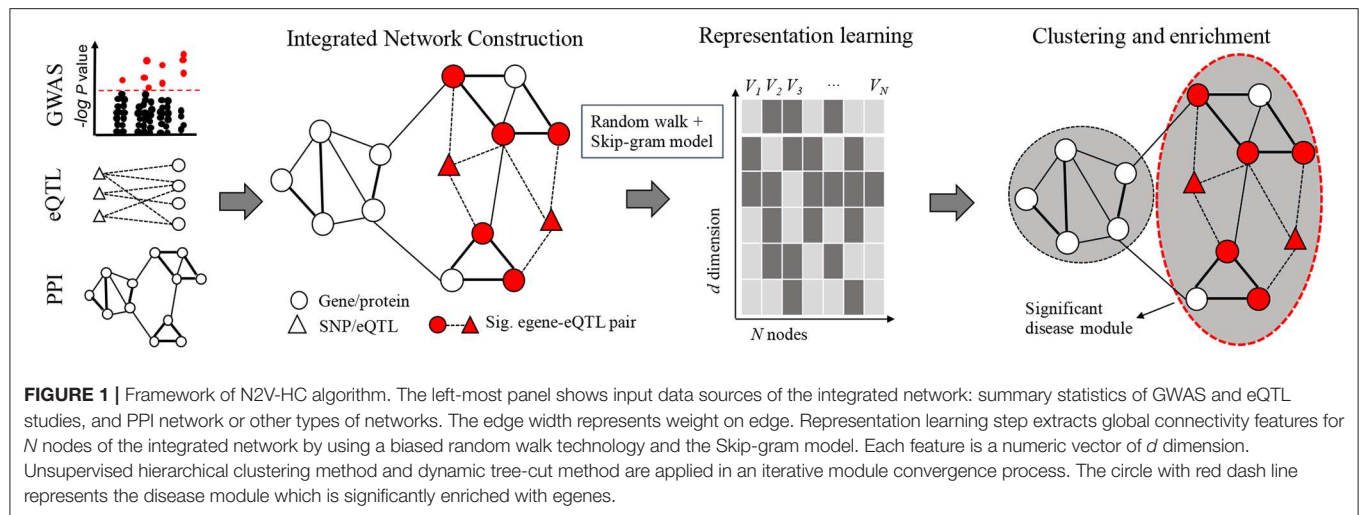 GWAS
-log P value
eQTL
PPI
Integrated Network Construction
Gene/protein
SNP/eQTL
Sig. egene-eQTL pair
Random walk +
Skip-gram model
Representation learning
V1 V2 V3 ... VN
d dimension
N nodes
Clustering and enrichment
Significant
disease module
FIGURE 1 | Framework of N2V-HC algorithm. The left-most panel shows input data sources of the integrated network: summary statistics of GWAS and eQTL
studies, and PPI network or other types of networks. The edge width represents weight on edge. Representation learning step extracts global connectivity features for
N nodes of the integrated network by using a biased random walk technology and the Skip-gram model. Each feature is a numeric vector of d dimension.
Unsupervised hierarchical clustering method and dynamic tree-cut method are applied in an iterative module convergence process. The circle with red dash line
represents the disease module which is significantly enriched with egenes.